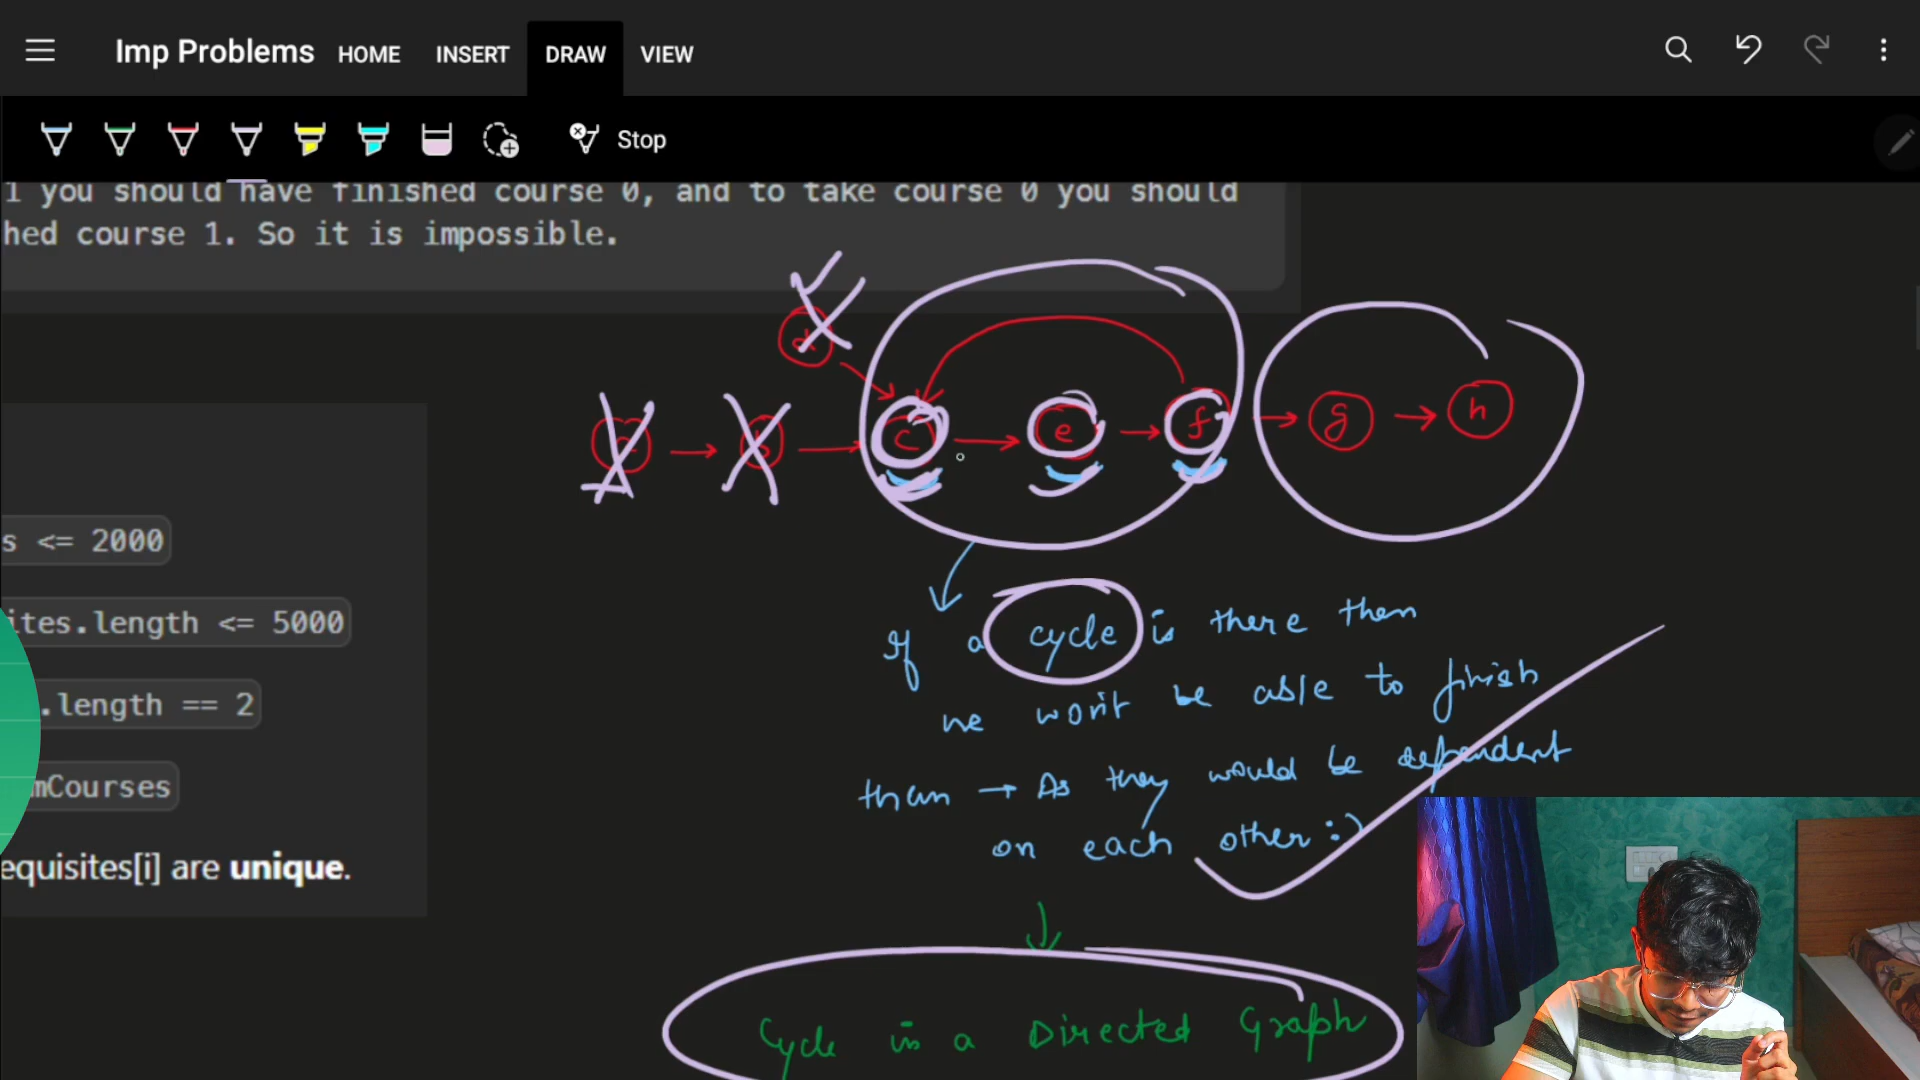 Imp Problems HOME INSERT DRAW VIEW
Stop
1 you should have finished course 0, and to take course 0 you should
hed course 1. So it is impossible.
d
b c e f g h
s <= 2000
ites.length <= 5000
.length == 2
mCourses
equisites[i] are unique.
If a cycle is there then
we won't be able to finish
them → As they would be dependent
on each other :)
Cycle in a Directed Graph